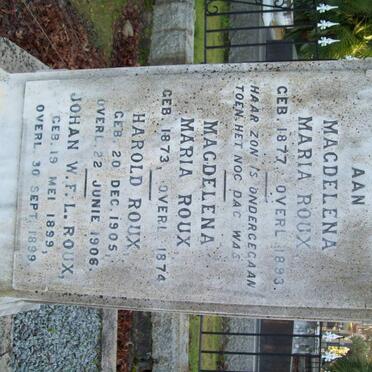 AAN
MAGDELENA
MARIA ROUX
GEB. 1877, OVERL. 1893.
HAAR ZON IS ONDERGEGAAN
TOEN HET NOG DAG WAS
MAGDELENA
MARIA ROUX
GEB. 1873, OVERL. 1874
HAROLD ROUX,
GEB. 20 DEC. 1905,
OVERL. 22 JUNIE 1906
JOHAN W. F. L. ROUX,
GEB. 19 MEI 1899,
OVERL. 30 SEPT. 1899.